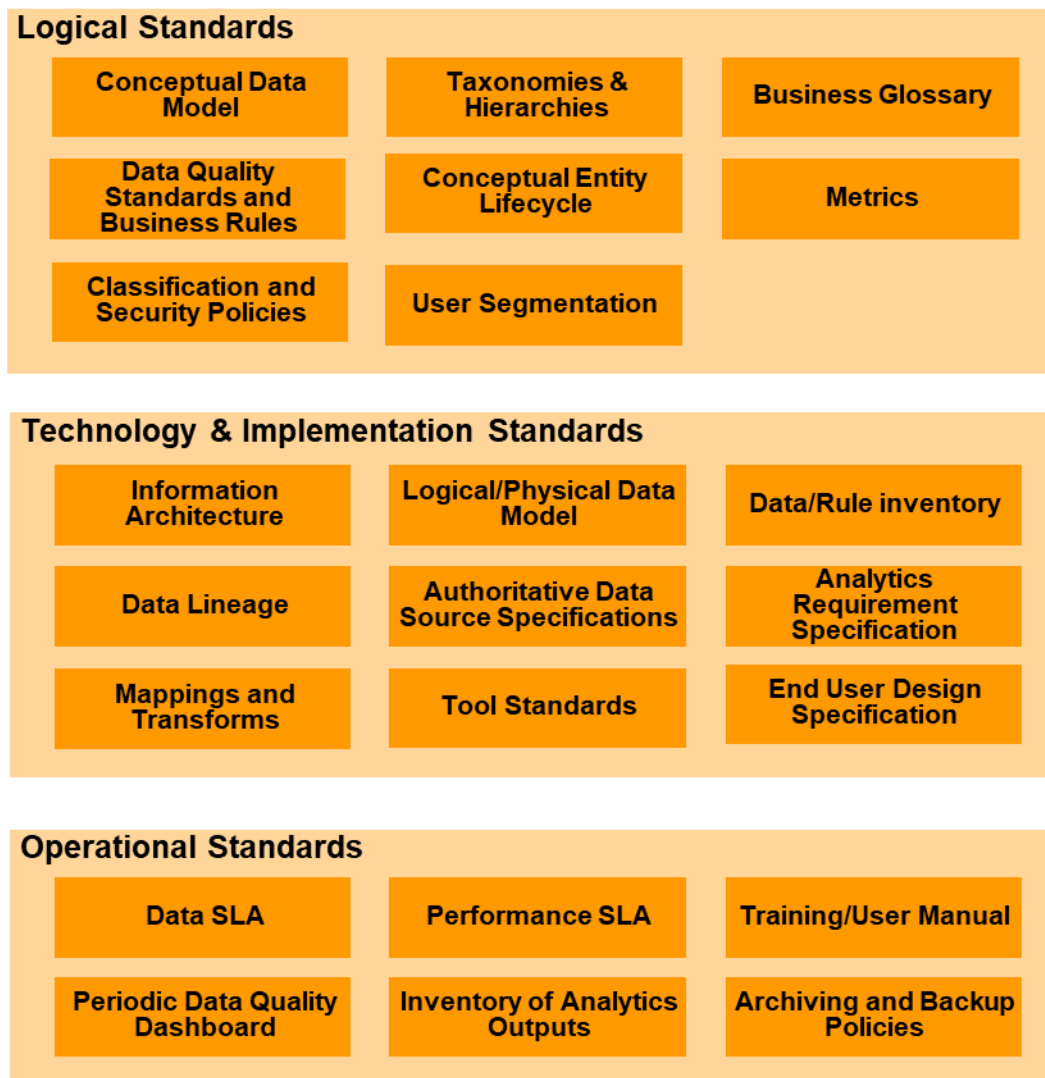 Logical Standards
Conceptual Data
Model
Taxonomies &
Hierarchies
Business Glossary
Data Quality
Standards and
Business Rules
Conceptual Entity
Lifecycle
Metrics
Classification and
Security Policies
User Segmentation
Technology & Implementation Standards
Information
Architecture
Logical/Physical Data
Model
Data/Rule inventory
Data Lineage
Authoritative Data
Source Specifications
Analytics
Requirement
Specification
Mappings and
Transforms
Tool Standards
End User Design
Specification
Operational Standards
Data SLA
Performance SLA
Training/User Manual
Periodic Data Quality
Dashboard
Inventory of Analytics
Outputs
Archiving and Backup
Policies